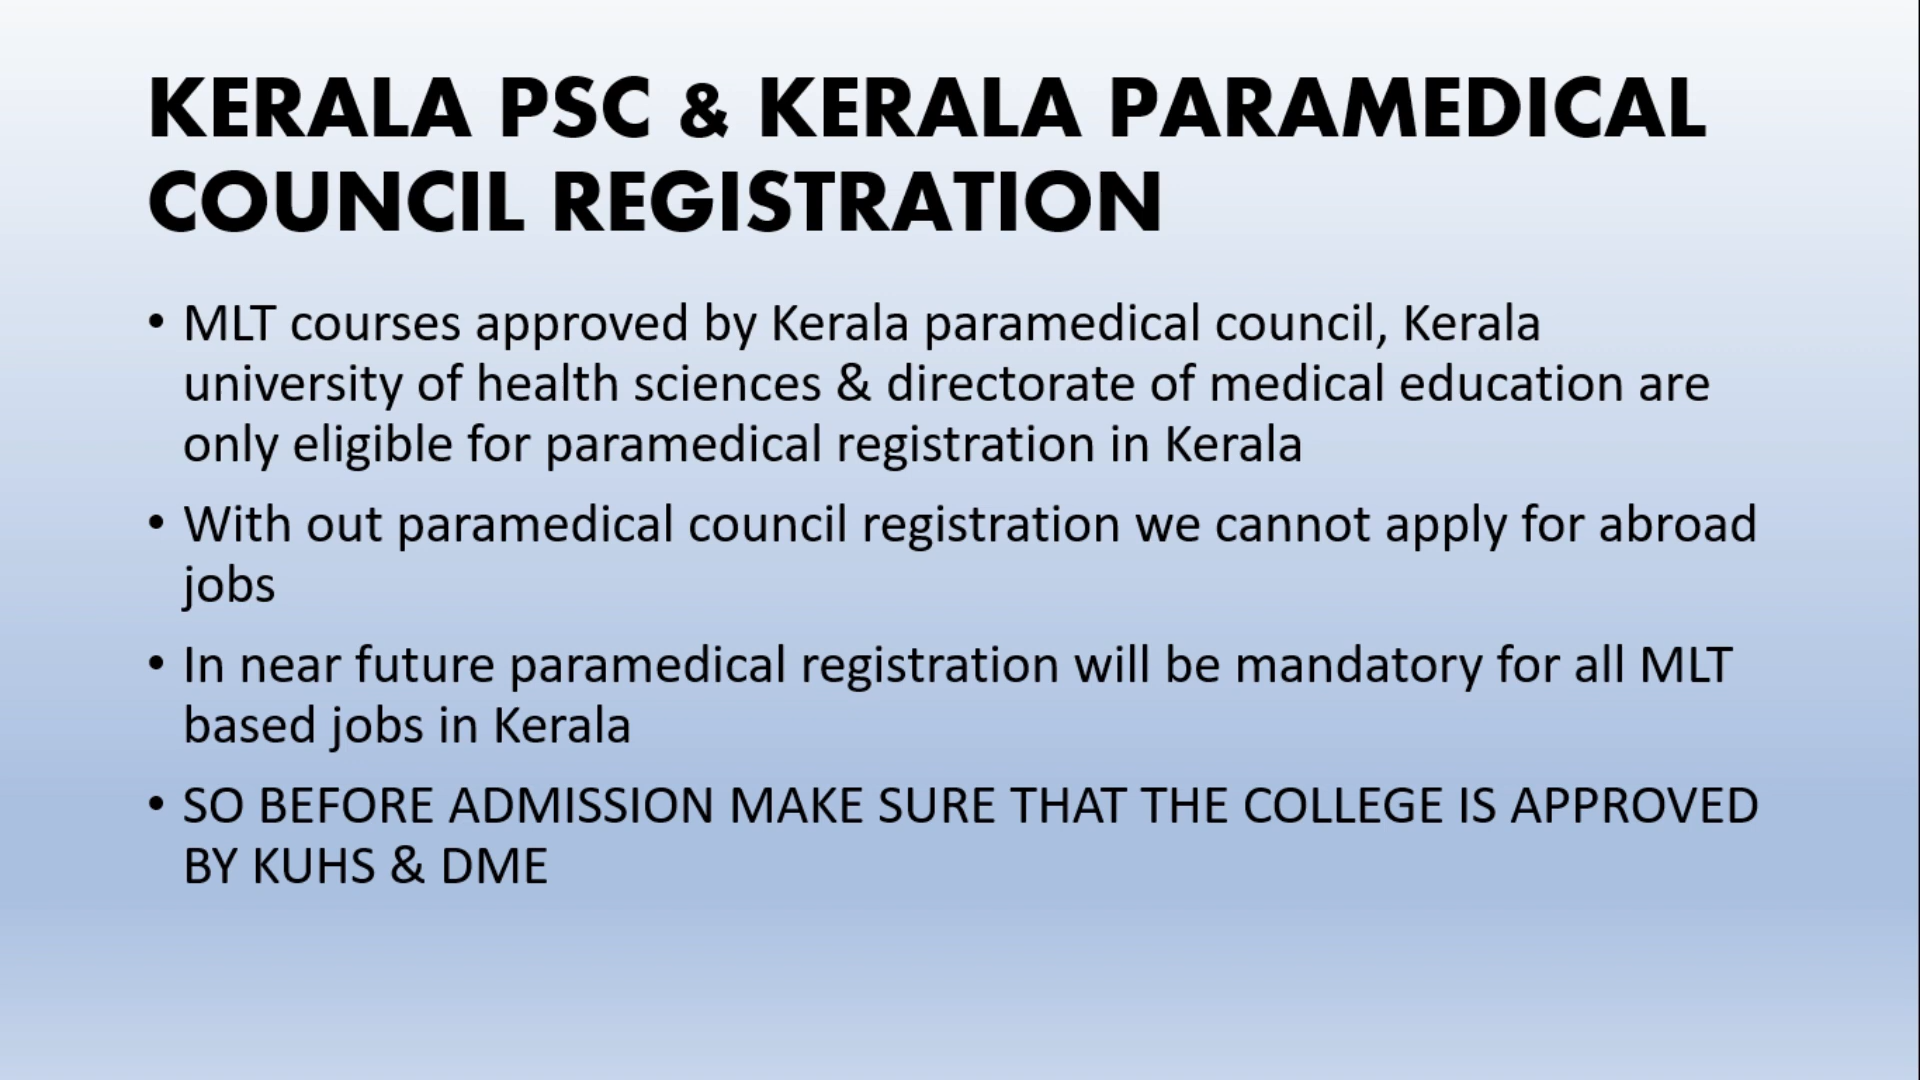 KERALA PSC & KERALA PARAMEDICAL
COUNCIL REGISTRATION
• MLT courses approved by Kerala paramedical council, Kerala
university of health sciences & directorate of medical education are
only eligible for paramedical registration in Kerala
• With out paramedical council registration we cannot apply for abroad
jobs
• In near future paramedical registration will be mandatory for all MLT
based jobs in Kerala
• SO BEFORE ADMISSION MAKE SURE THAT THE COLLEGE IS APPROVED
BY KUHS & DME